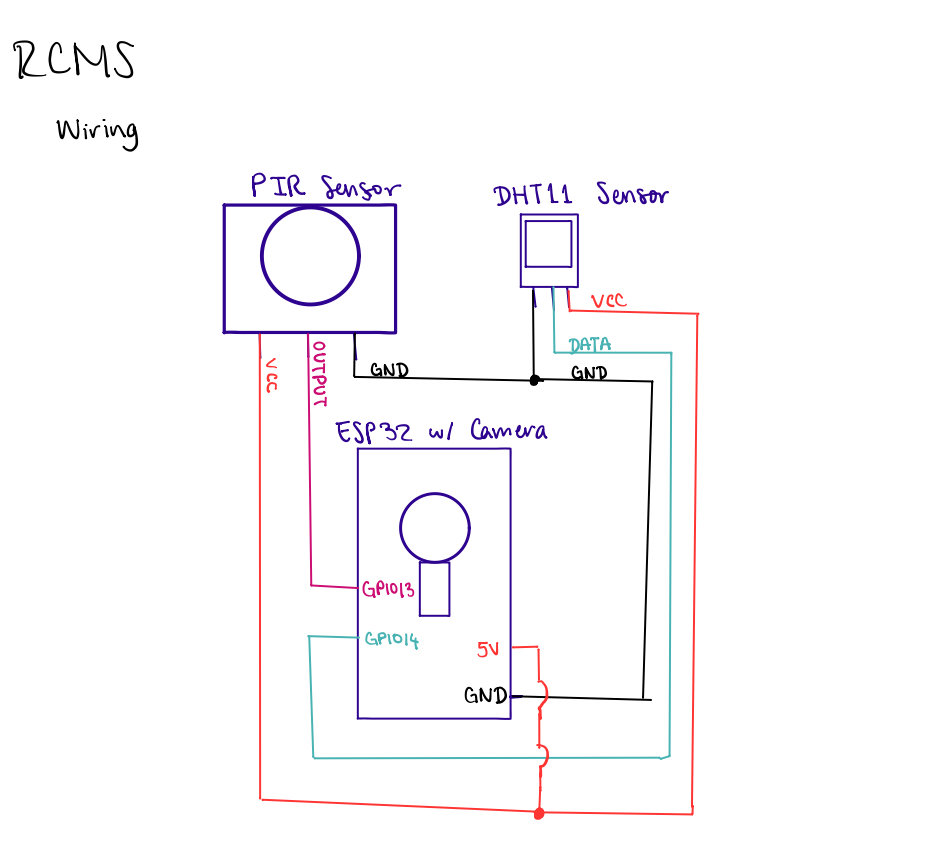 RCMS
Wiring
PIR Sensor
DHT11 Sensor
VCC
DATA
GND
GND
VCC
OUTPUT
ESP32 w/ Camera
GPIO13
GPIO14
5V
GND